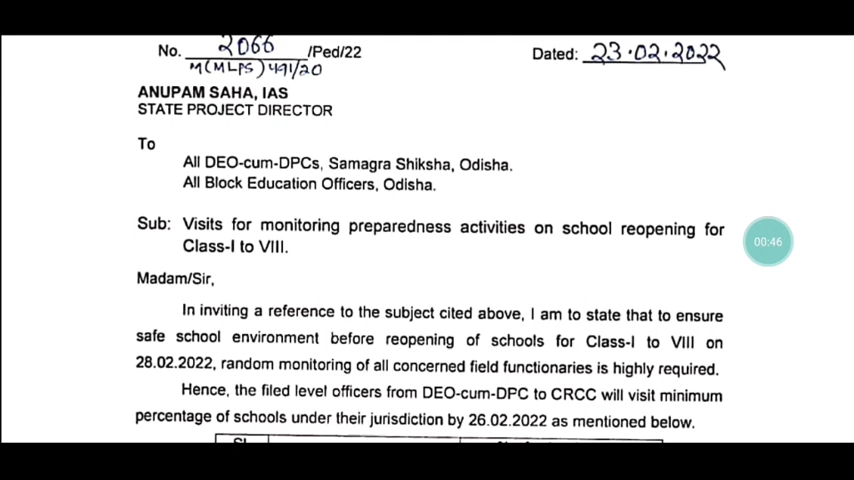 No. 2066 /Ped/22 Dated: 23.02.2022
M(MLPS)491/20
ANUPAM SAHA, IAS
STATE PROJECT DIRECTOR
To
All DEO-cum-DPCs, Samagra Shiksha, Odisha.
All Block Education Officers, Odisha.
Sub: Visits for monitoring preparedness activities on school reopening for
Class-I to VIII.
00:46
Madam/Sir,
In inviting a reference to the subject cited above, I am to state that to ensure
safe school environment before reopening of schools for Class-I to VIII on
28.02.2022, random monitoring of all concerned field functionaries is highly required.
Hence, the filed level officers from DEO-cum-DPC to CRCC will visit minimum
percentage of schools under their jurisdiction by 26.02.2022 as mentioned below.